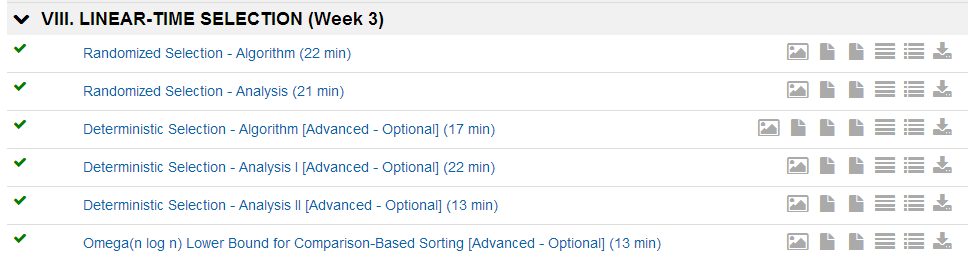 VIII. LINEAR-TIME SELECTION (Week 3)
Randomized Selection - Algorithm (22 min)
Randomized Selection - Analysis (21 min)
Deterministic Selection - Algorithm [Advanced - Optional] (17 min)
Deterministic Selection - Analysis I [Advanced - Optional] (22 min)
Deterministic Selection - Analysis II [Advanced - Optional] (13 min)
Omega(n log n) Lower Bound for Comparison-Based Sorting [Advanced - Optional] (13 min)